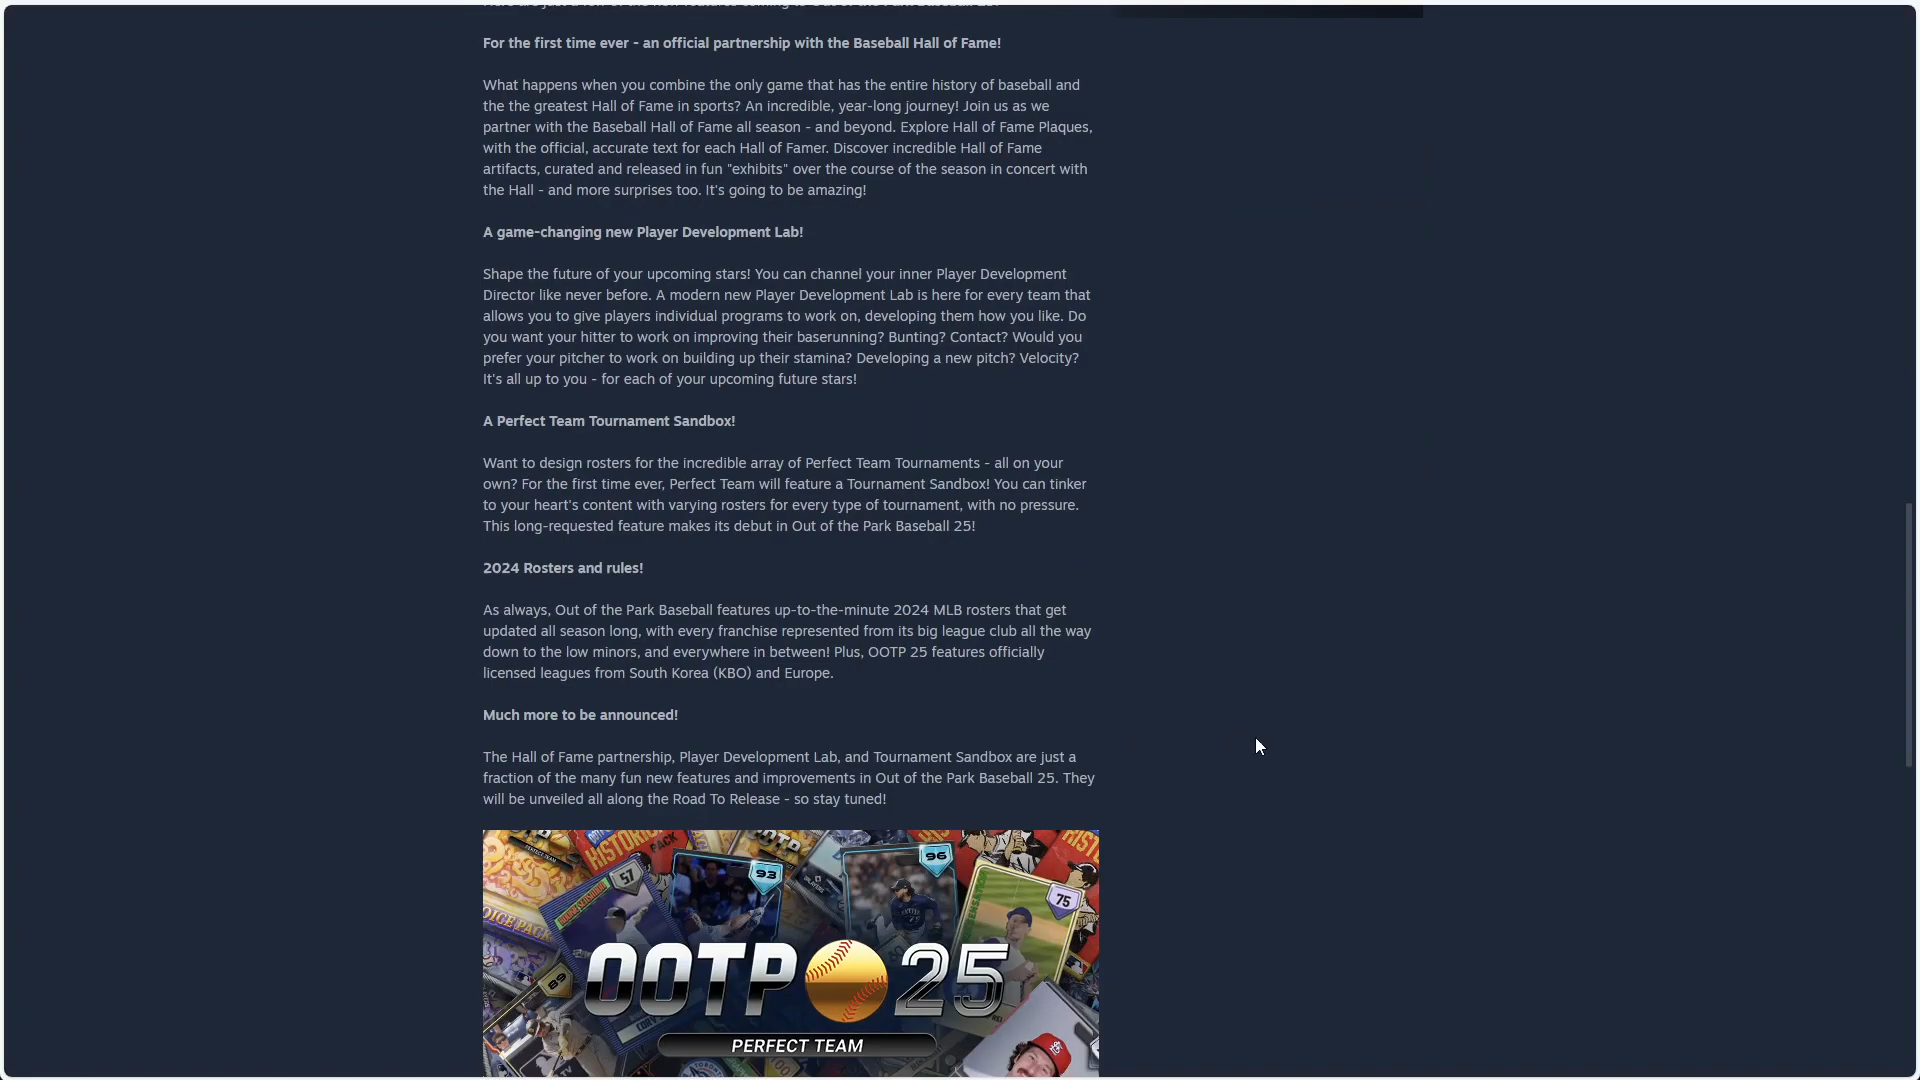 For the first time ever - an official partnership with the Baseball Hall of Fame!
What happens when you combine the only game that has the entire history of baseball and
the the greatest Hall of Fame in sports? An incredible, year-long journey! Join us as we
partner with the Baseball Hall of Fame all season - and beyond. Explore Hall of Fame Plaques,
with the official, accurate text for each Hall of Famer. Discover incredible Hall of Fame
artifacts, curated and released in fun "exhibits" over the course of the season in concert with
the Hall - and more surprises too. It's going to be amazing!
A game-changing new Player Development Lab!
Shape the future of your upcoming stars! You can channel your inner Player Development
Director like never before. A modern new Player Development Lab is here for every team that
allows you to give players individual programs to work on, developing them how you like. Do
you want your hitter to work on improving their baserunning? Bunting? Contact? Would you
prefer your pitcher to work on building up their stamina? Developing a new pitch? Velocity?
It's all up to you - for each of your upcoming future stars!
A Perfect Team Tournament Sandbox!
Want to design rosters for the incredible array of Perfect Team Tournaments - all on your
own? For the first time ever, Perfect Team will feature a Tournament Sandbox! You can tinker
to your heart's content with varying rosters for every type of tournament, with no pressure.
This long-requested feature makes its debut in Out of the Park Baseball 25!
2024 Rosters and rules!
As always, Out of the Park Baseball features up-to-the-minute 2024 MLB rosters that get
updated all season long, with every franchise represented from its big league club all the way
down to the low minors, and everywhere in between! Plus, OOTP 25 features officially
licensed leagues from South Korea (KBO) and Europe.
Much more to be announced!
The Hall of Fame partnership, Player Development Lab, and Tournament Sandbox are just a
fraction of the many fun new features and improvements in Out of the Park Baseball 25. They
will be unveiled all along the Road To Release - so stay tuned!
PACK
57
93
96
75
89
OOTP 25
PERFECT TEAM